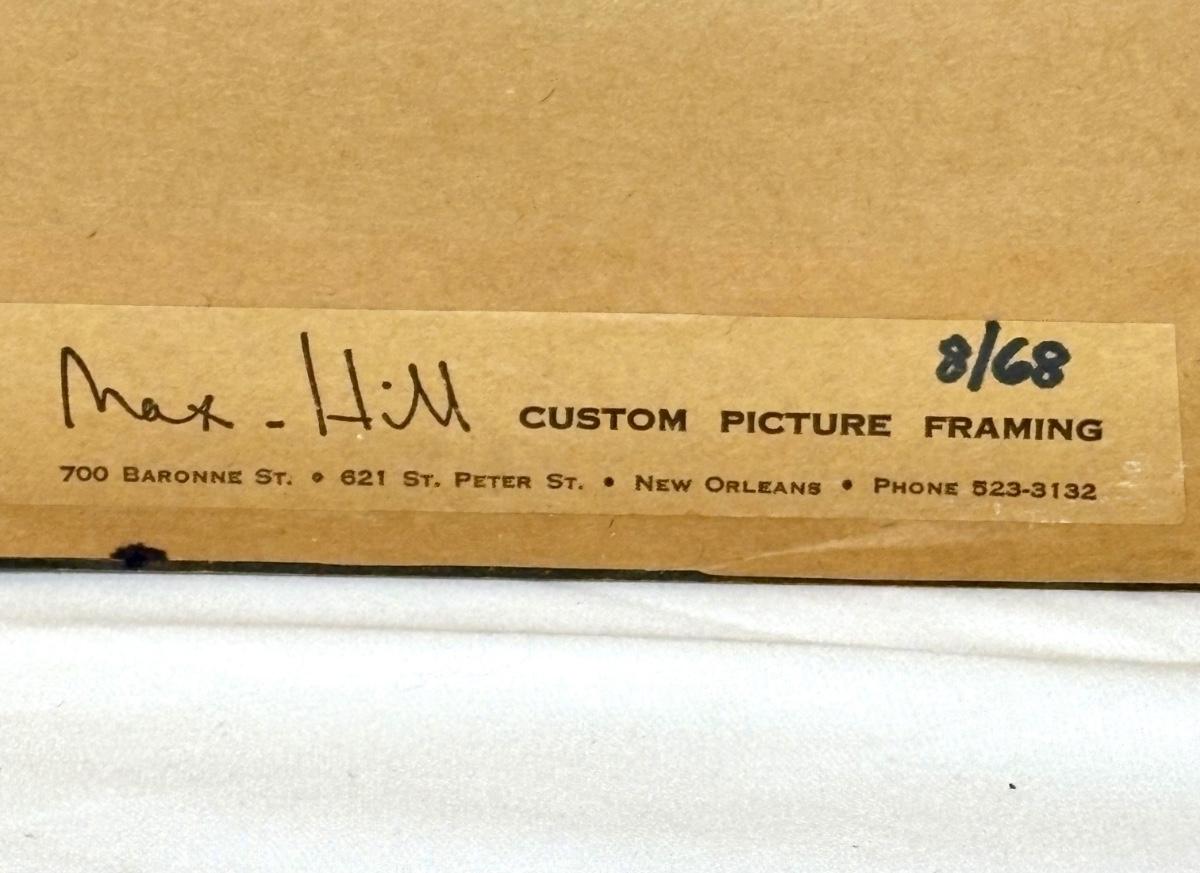 8/68
Max - Hill CUSTOM PICTURE FRAMING
700 BARONNE ST. • 621 ST. PETER ST. • NEW ORLEANS • PHONE 523-3132